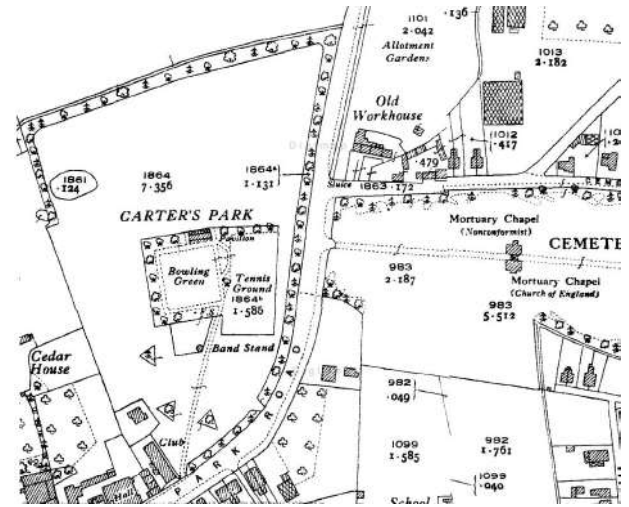 1101
2·042
·136
Allotment
Gardens
1013
2·182
Old
Workhouse
1012
·417
·479
1861
·124
1864
7·356
1864ᵃ
1·131
Sluice
1863·172
CARTER'S PARK
Pavilion
Mortuary Chapel
(Nonconformist)
CEMETE
Bowling
Green
Tennis
Ground
1864ᵇ
1·586
983
2·187
Mortuary Chapel
(Church of England)
983
5·512
Band Stand
Cedar
House
982
·049
Club
1099
1·585
982
1·761
1099
·040
Hall
PARK ROAD
School